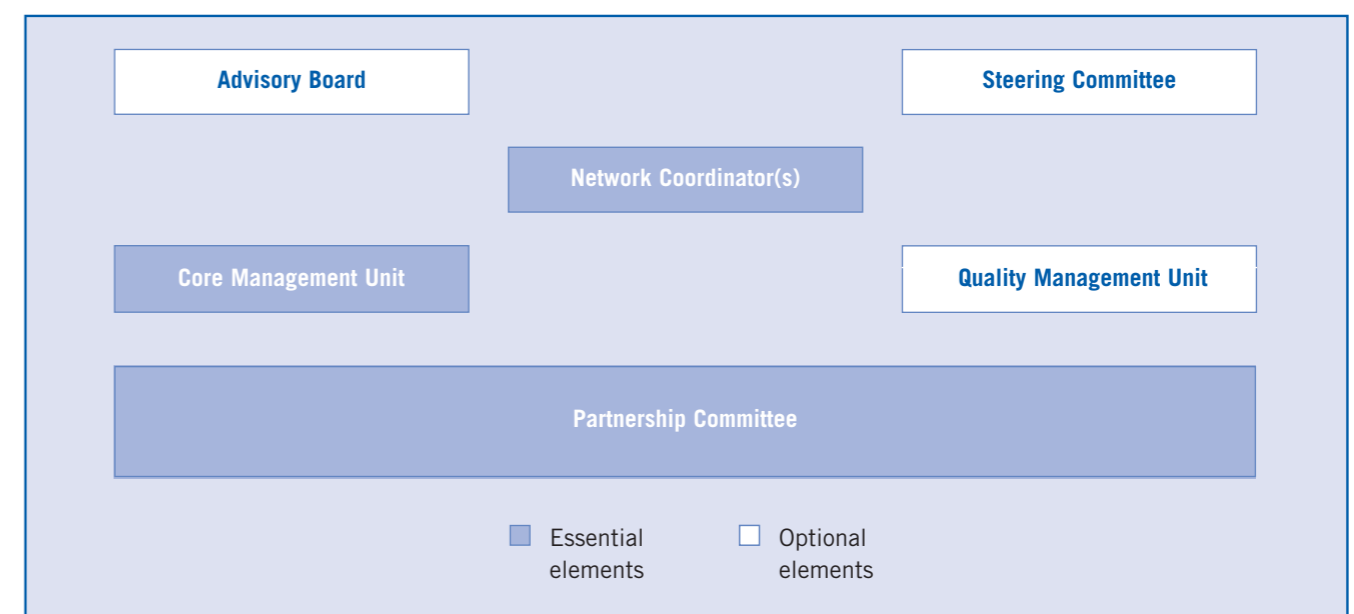 Advisory Board
Steering Committee
Network Coordinator(s)
Core Management Unit
Quality Management Unit
Partnership Committee
Essential
elements
Optional
elements